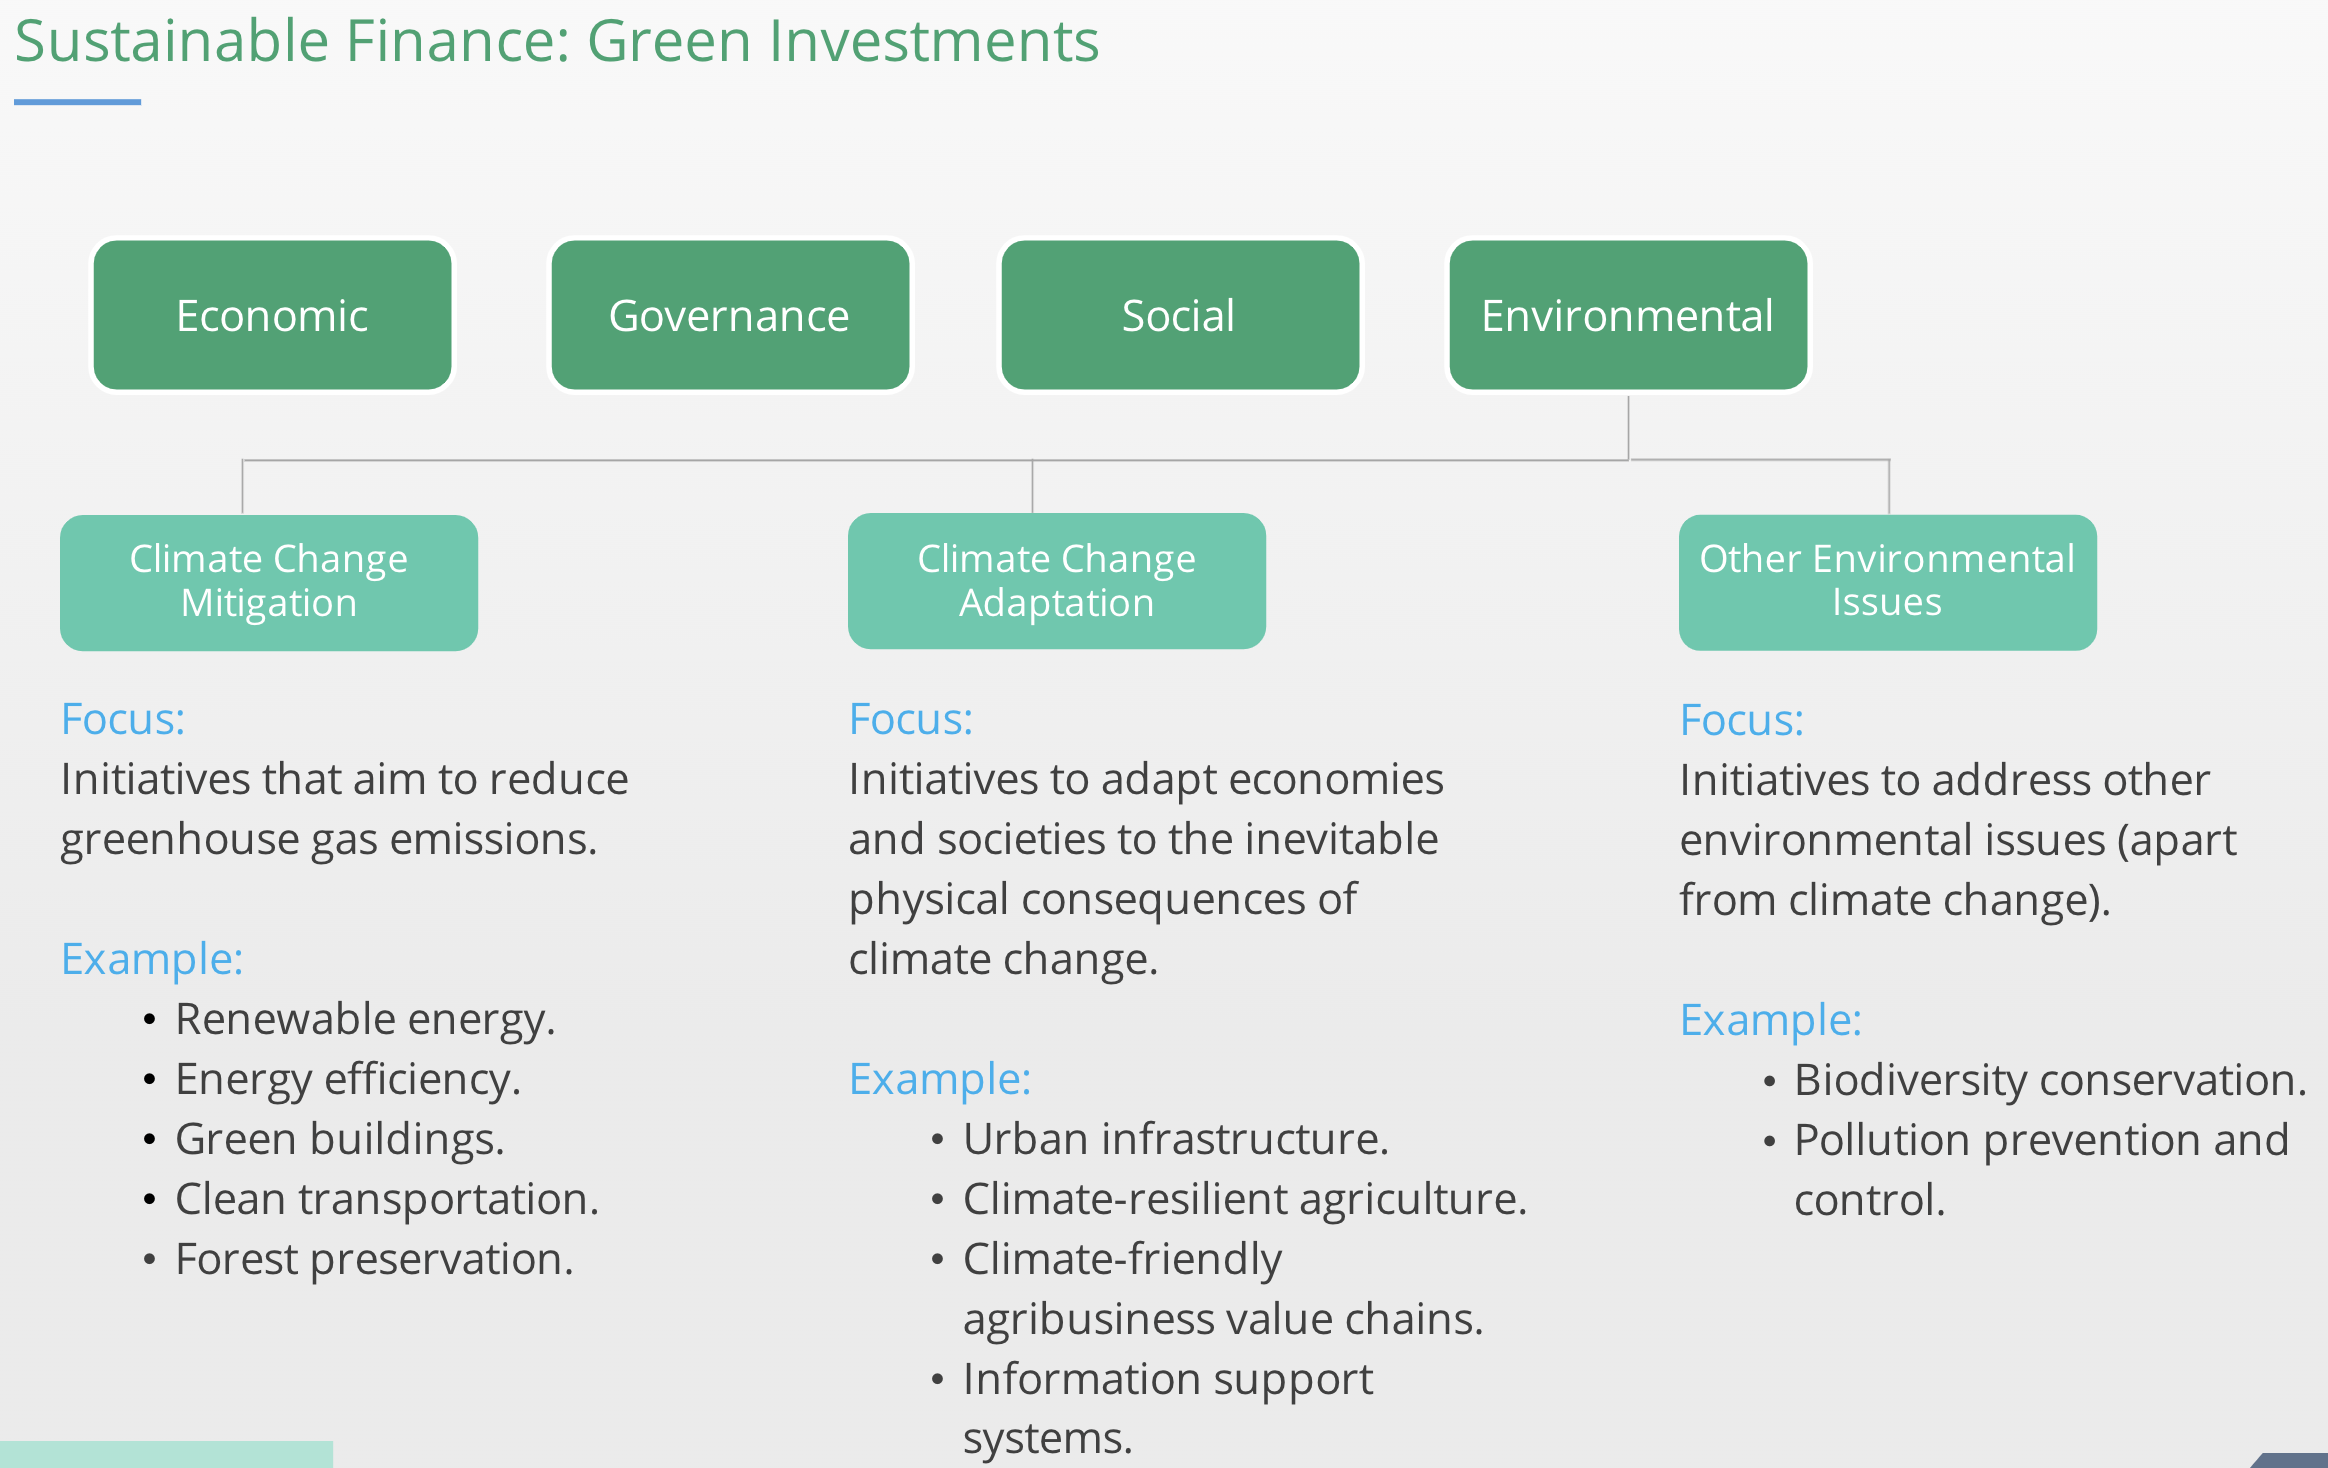 Sustainable Finance: Green Investments
Economic
Governance
Social
Environmental
Climate Change
Mitigation
Focus:
Initiatives that aim to reduce
greenhouse gas emissions.
Example:
• Renewable energy.
• Energy efficiency.
• Green buildings.
• Clean transportation.
• Forest preservation.
Climate Change
Adaptation
Focus:
Initiatives to adapt economies
and societies to the inevitable
physical consequences of
climate change.
Example:
• Urban infrastructure.
• Climate-resilient agriculture.
• Climate-friendly
agribusiness value chains.
• Information support
systems.
Other Environmental
Issues
Focus:
Initiatives to address other
environmental issues (apart
from climate change).
Example:
• Biodiversity conservation.
• Pollution prevention and
control.